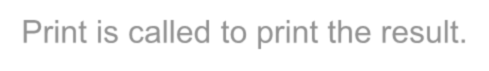 Print is called to print the result.